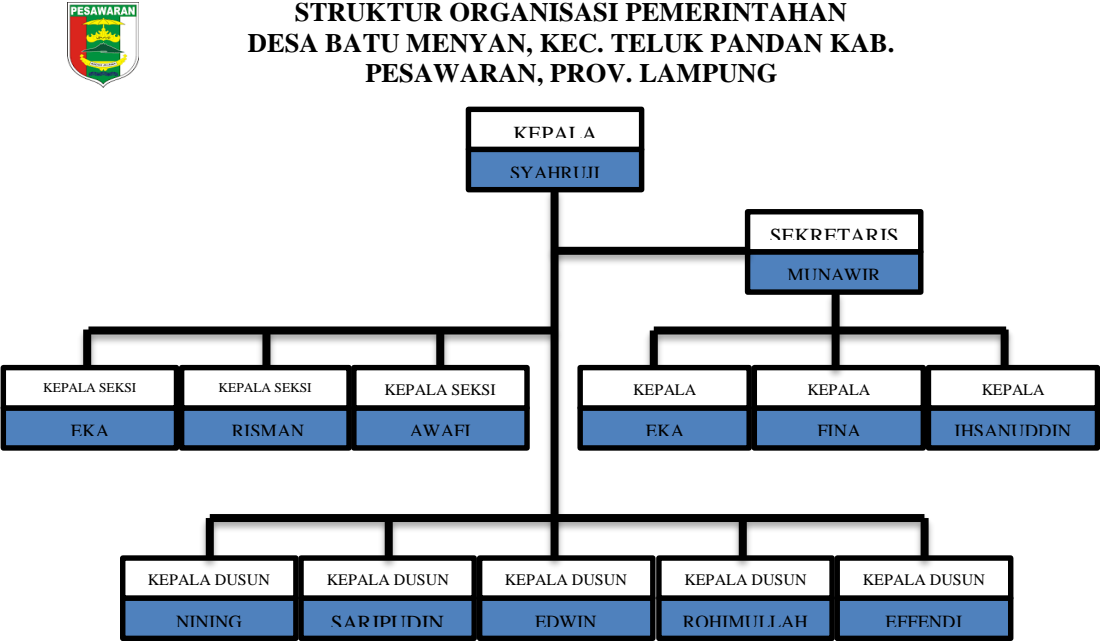 PESAWARAN
STRUKTUR ORGANISASI PEMERINTAHAN
DESA BATU MENYAN, KEC. TELUK PANDAN KAB.
PESAWARAN, PROV. LAMPUNG
KEPALA
SYAHRUJI
SEKRETARIS
MUNAWIR
KEPALA SEKSI
EKA
KEPALA SEKSI
RISMAN
KEPALA SEKSI
AWAFI
KEPALA
EKA
KEPALA
FINA
KEPALA
IHSANUDDIN
KEPALA DUSUN
NINING
KEPALA DUSUN
SARIPUDIN
KEPALA DUSUN
EDWIN
KEPALA DUSUN
ROHIMULLAH
KEPALA DUSUN
EFFENDI